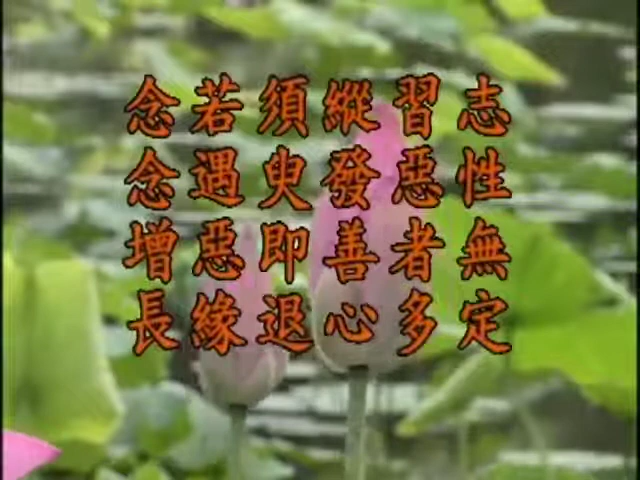 志性無定
習惡者多
縱發善心
須臾即退
若遇惡緣
念念增長